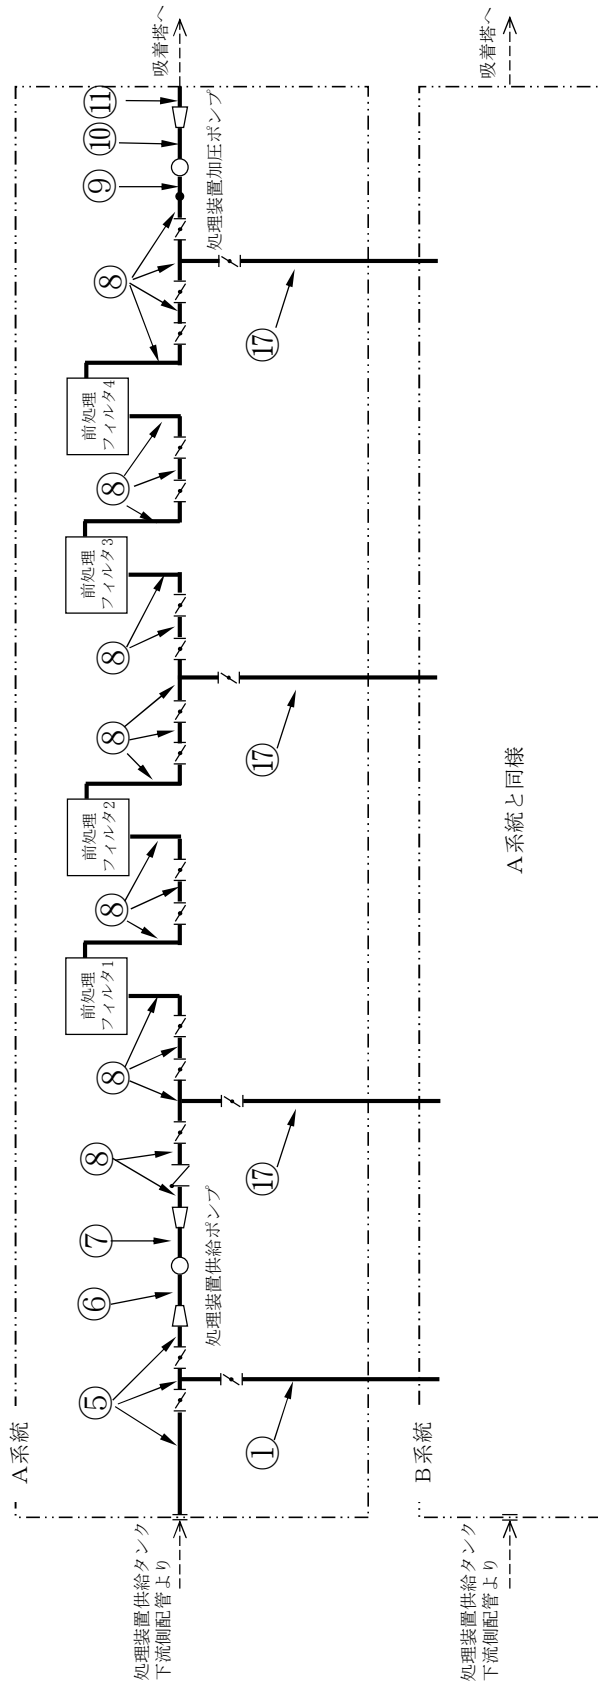 A系統
処理装置供給タンク
下流側配管より
⑤
①
⑥
⑦
処理装置供給ポンプ
⑧
⑰
⑧
前処理
フィルタ1
⑧
前処理
フィルタ2
⑧
⑰
⑧
前処理
フィルタ3
⑧
前処理
フィルタ4
⑧
⑰
⑨
⑩
⑪
処理装置加圧ポンプ
吸着塔へ
B系統
処理装置供給タンク
下流側配管より
A系統と同様
吸着塔へ